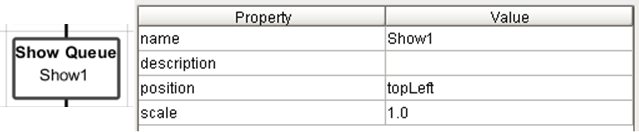 Show Queue
Show1
Property Value
name Show1
description
position topLeft
scale 1.0